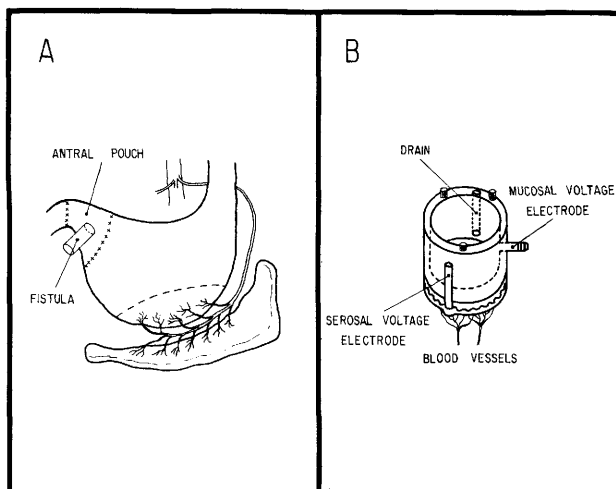 A
ANTRAL POUCH
FISTULA
B
DRAIN
MUCOSAL VOLTAGE
ELECTRODE
SEROSAL VOLTAGE
ELECTRODE
BLOOD VESSELS